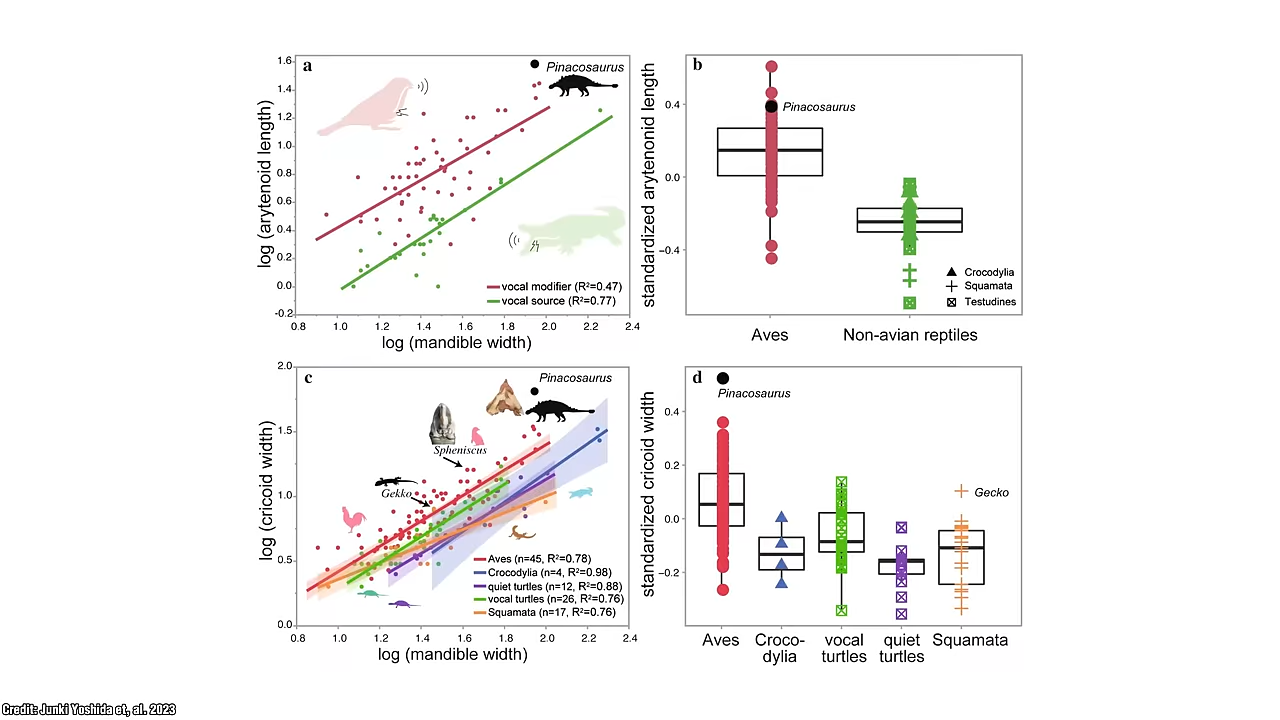 a
Pinacosaurus
log (arytenoid length)
1.6
1.4
1.2
1.0
0.8
0.6
0.4
0.2
0.0
-0.2
vocal modifier (R²=0.47)
vocal source (R²=0.77)
0.8 1.0 1.2 1.4 1.6 1.8 2.0 2.2 2.4
log (mandible width)
b
standardized arytenonid length
0.4
0.0
−0.4
Pinacosaurus
Crocodylia
Squamata
Testudines
Aves Non-avian reptiles
c
Pinacosaurus
log (cricoid width)
2.0
1.5
1.0
0.5
0.0
Spheniscus
Gekko
Aves (n=45, R²=0.78)
Crocodylia (n=4, R²=0.98)
quiet turtles (n=12, R²=0.88)
vocal turtles (n=26, R²=0.76)
Squamata (n=17, R²=0.76)
0.8 1.0 1.2 1.4 1.6 1.8 2.0 2.2 2.4
log (mandible width)
d
Pinacosaurus
standardized cricoid width
0.4
0.2
0.0
−0.2
Gecko
Aves Croco- vocal quiet Squamata
dylia turtles turtles
Credit: Junki Yoshida et, al. 2023